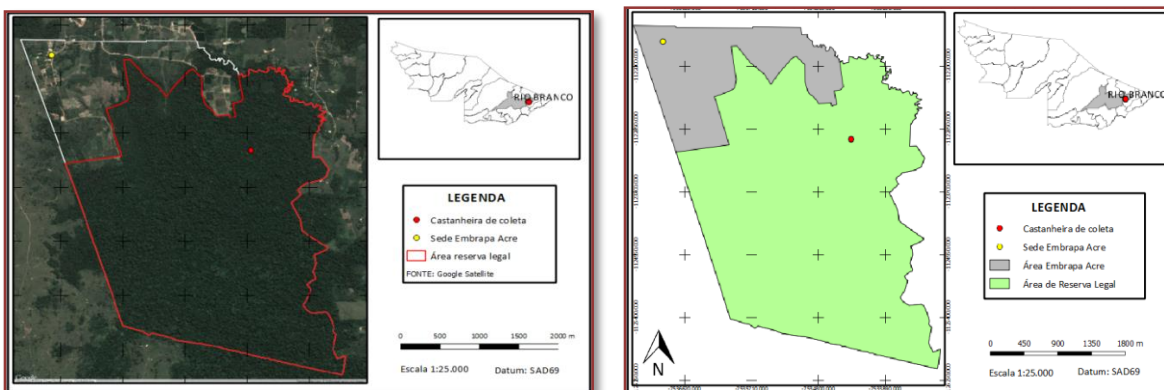 RIO BRANCO
LEGENDA
Castanheira de coleta
Sede Embrapa Acre
Área reserva legal
FONTE: Google Satellite
0 500 1000 1500 2000 m
Escala 1:25.000 Datum: SAD69
Google
RIO BRANCO
LEGENDA
Castanheira de coleta
Sede Embrapa Acre
Área Embrapa Acre
Área de Reserva Legal
N
0 450 900 1350 1800 m
Escala 1:25.000 Datum: SAD69